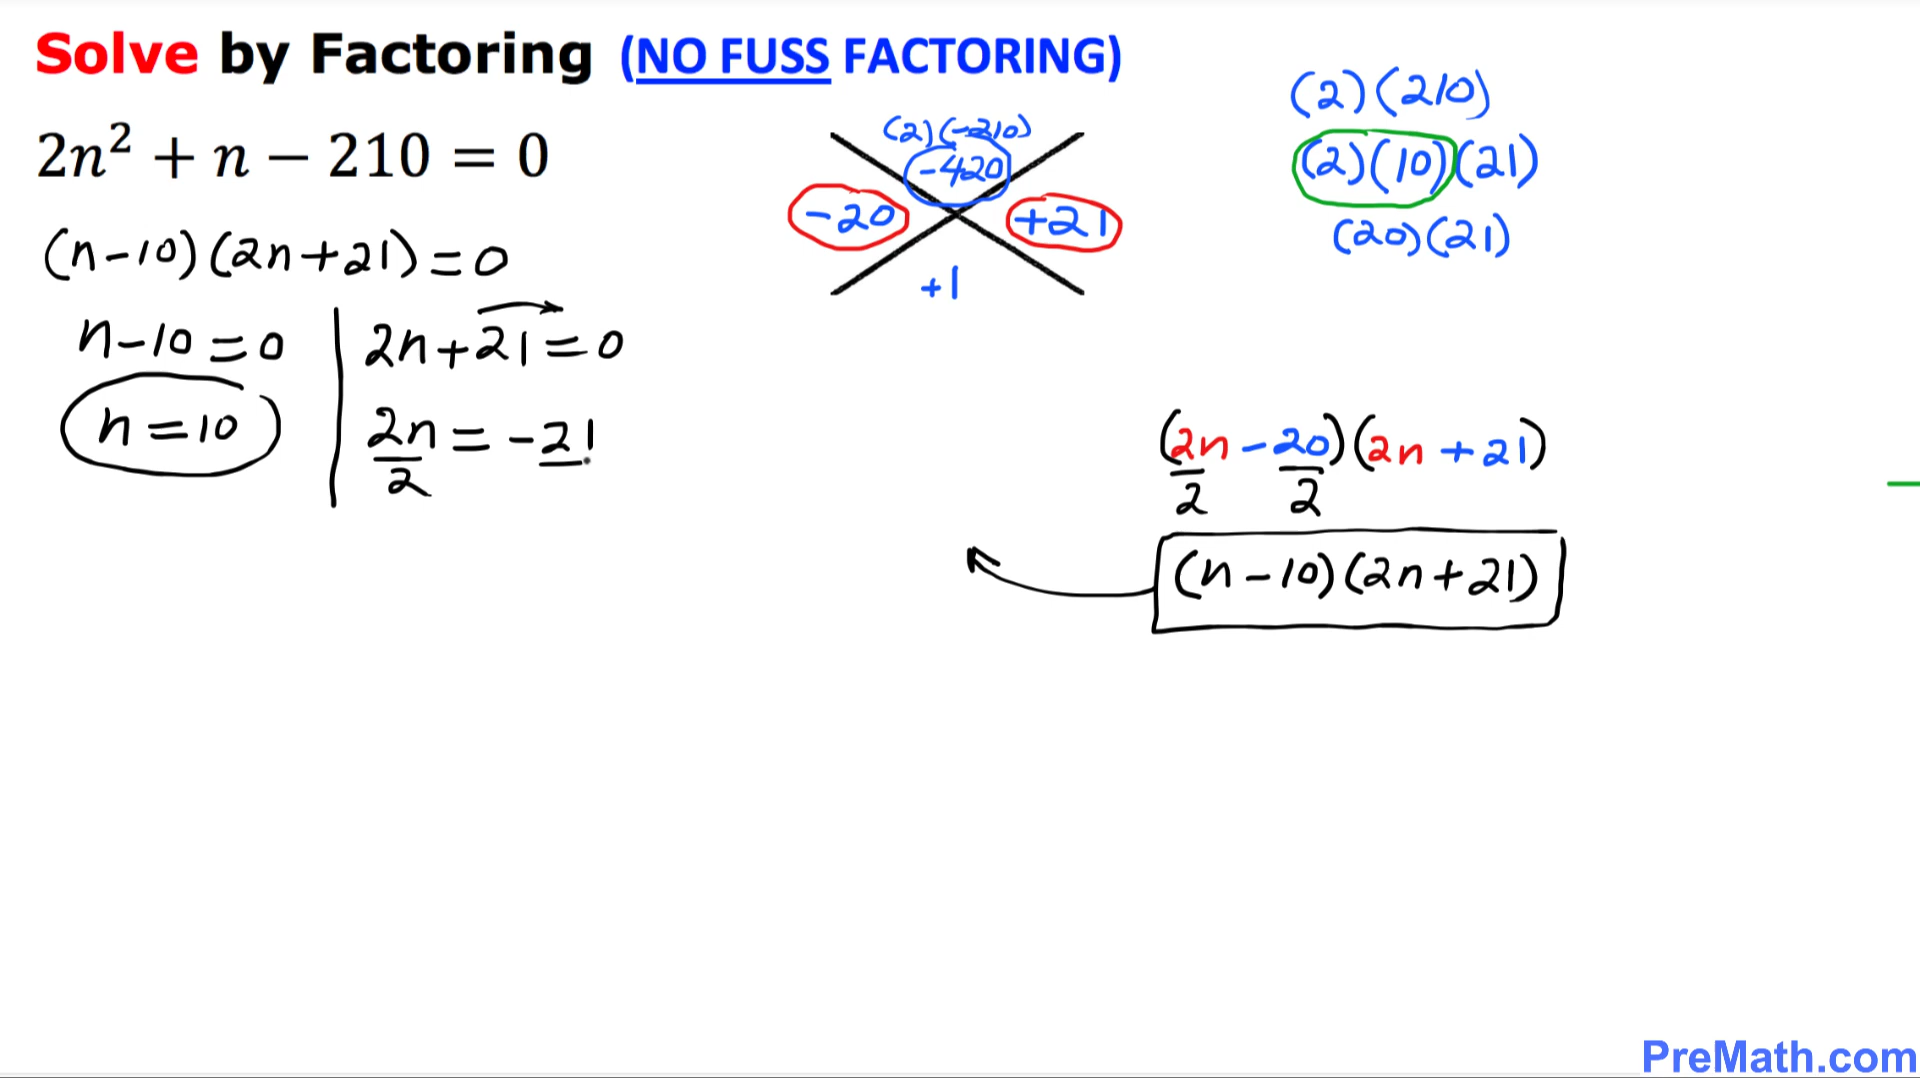 Solve by Factoring (NO FUSS FACTORING)
2n² + n − 210 = 0
(n-10)(2n+21)=0
n-10=0 | 2n+21=0
n=10 | 2n = -21
2
(2)(-210)
-420
-20 +21
+1
(2)(210)
(2)(10)(21)
(20)(21)
(2n-20)(2n+21)
2 2
(n-10)(2n+21)
PreMath.com